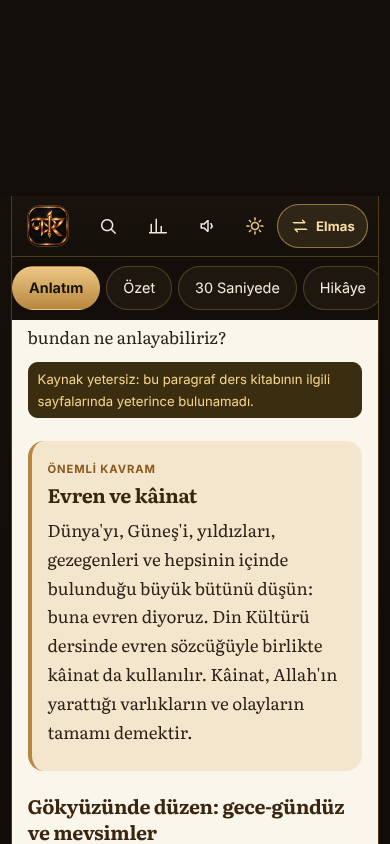 Elmas
Anlatım
Özet
30 Saniyede
Hikâye
bundan ne anlayabiliriz?
Kaynak yetersiz: bu paragraf ders kitabının ilgili
sayfalarında yeterince bulunamadı.
ÖNEMLİ KAVRAM
Evren ve kâinat
Dünya'yı, Güneş'i, yıldızları,
gezegenleri ve hepsinin içinde
bulunduğu büyük bütünü düşün:
buna evren diyoruz. Din Kültürü
dersinde evren sözcüğüyle birlikte
kâinat da kullanılır. Kâinat, Allah'ın
yarattığı varlıkların ve olayların
tamamı demektir.
Gökyüzünde düzen: gece-gündüz
ve mevsimler